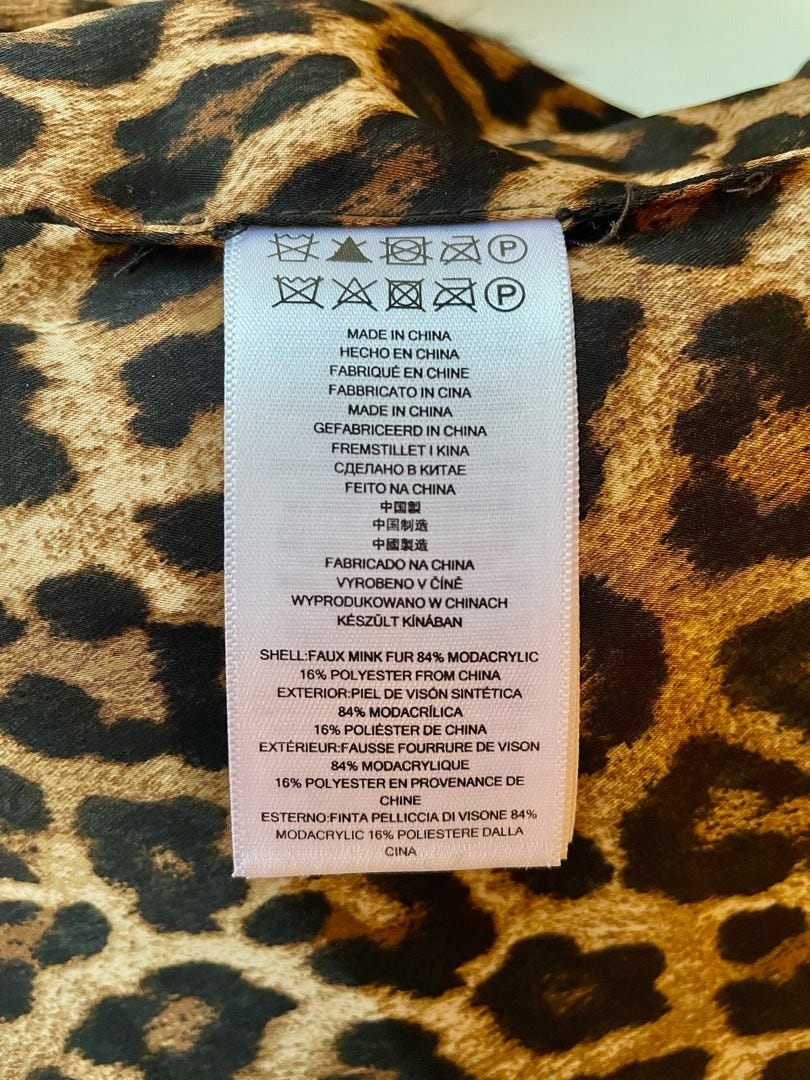 P
P
MADE IN CHINA
HECHO EN CHINA
FABRIQUÉ EN CHINE
FABBRICATO IN CINA
MADE IN CHINA
GEFABRICEERD IN CHINA
FREMSTILLET I KINA
СДЕЛАНО В КИТАЕ
FEITO NA CHINA
中国製
中国制造
中國製造
FABRICADO NA CHINA
VYROBENO V ČÍNĚ
WYPRODUKOWANO W CHINACH
KÉSZÜLT KÍNÁBAN
SHELL:FAUX MINK FUR 84% MODACRYLIC
16% POLYESTER FROM CHINA
EXTERIOR:PIEL DE VISÓN SINTÉTICA
84% MODACRÍLICA
16% POLIÉSTER DE CHINA
EXTÉRIEUR:FAUSSE FOURRURE DE VISON
84% MODACRYLIQUE
16% POLYESTER EN PROVENANCE DE
CHINE
ESTERNO:FINTA PELLICCIA DI VISONE 84%
MODACRYLIC 16% POLIESTERE DALLA
CINA